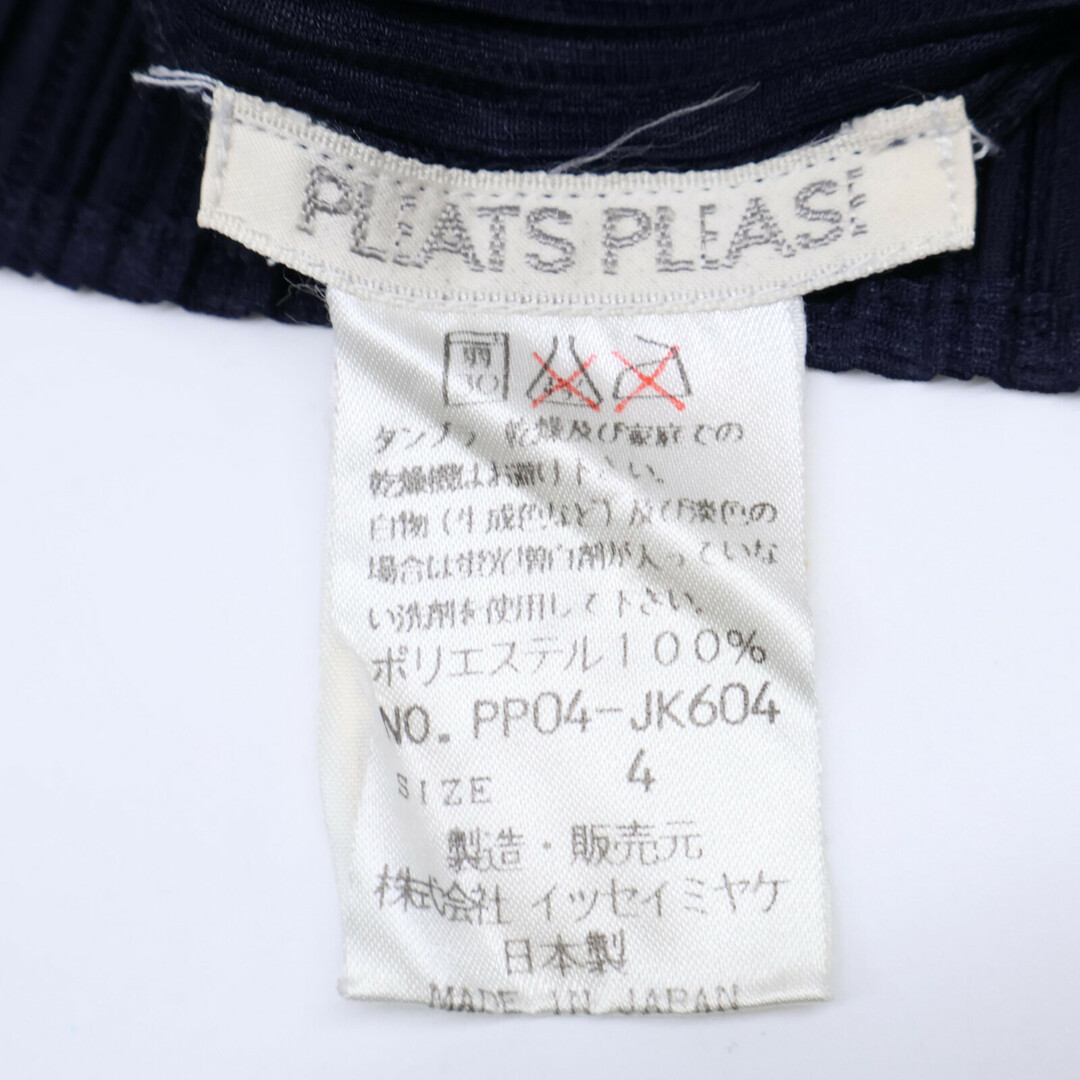 PLEATS PLEASE
弱
タンブラー乾燥及び家庭での
乾燥機はお避け下さい。
白物(生成色など)及び淡色の
場合は蛍光増白剤が入っていな
い洗剤を使用して下さい。
ポリエステル100%
NO. PP04-JK604
SIZE 4
製造・販売元
株式会社 イッセイミヤケ
日本製
MADE IN JAPAN